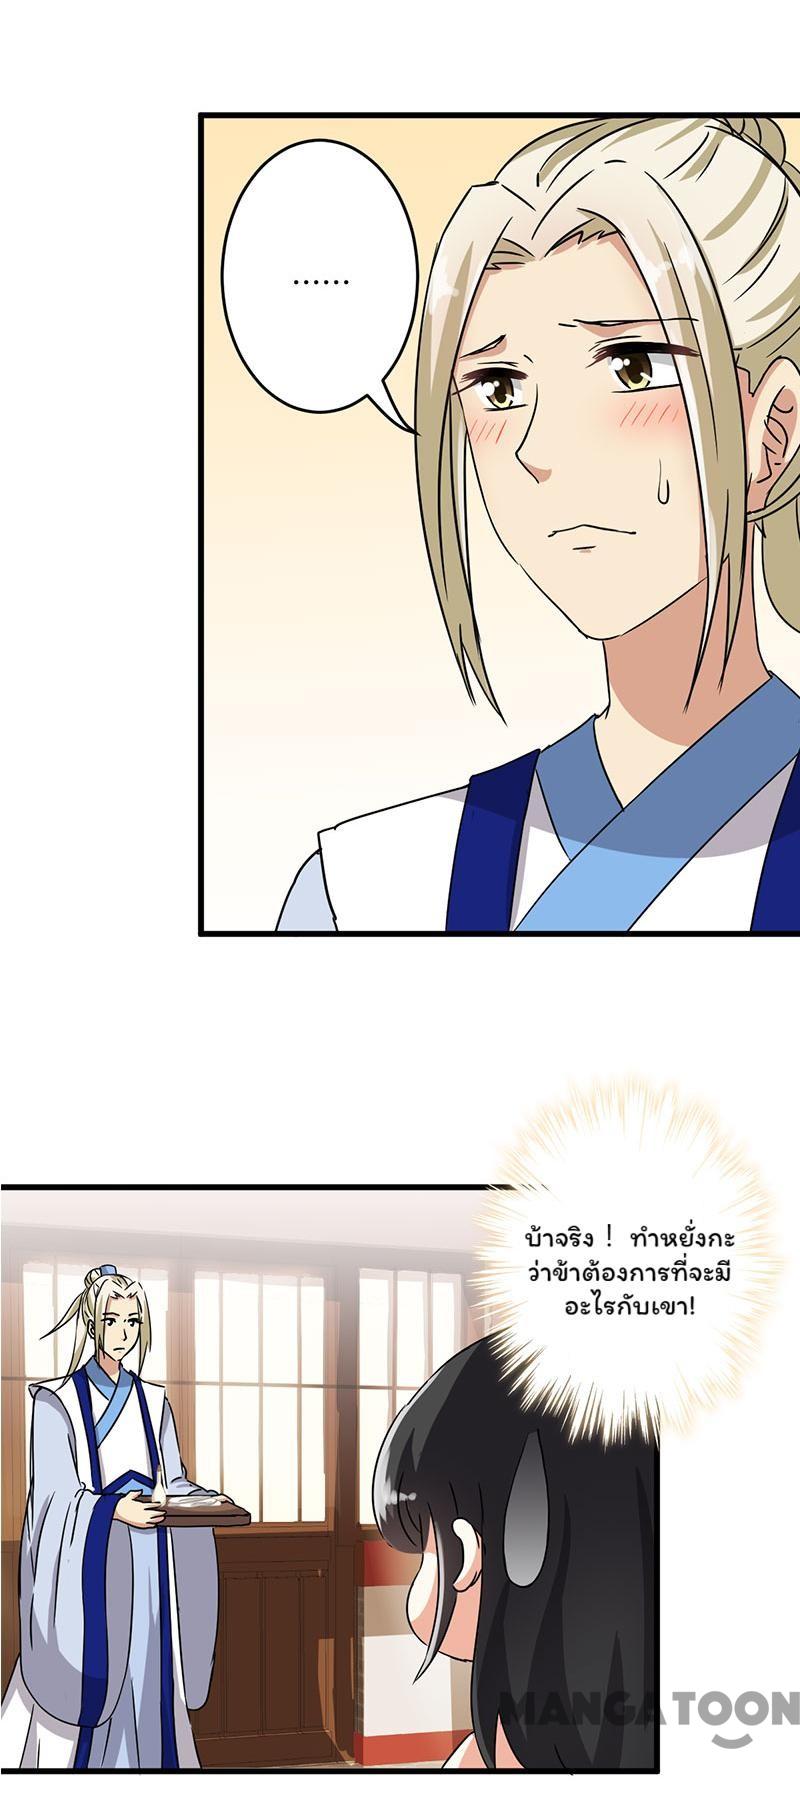 ......
บ้าจริง ! ทำหยั่งกะ
ว่าข้าต้องการที่จะมี
อะไรกับเขา!
MANGATOON